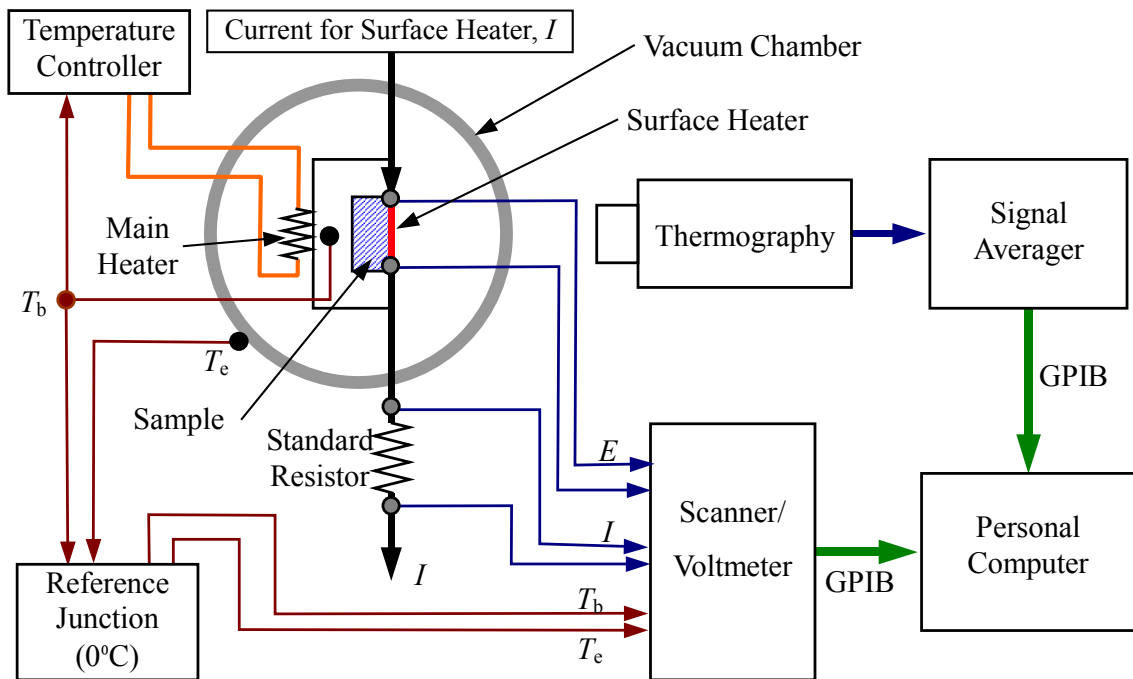 Temperature
Controller
Current for Surface Heater, I
Vacuum Chamber
Surface Heater
Main
Heater
Thermography
Signal
Averager
Tb
Te
GPIB
Sample
Standard
Resistor
E
I
Scanner/
Voltmeter
GPIB
Personal
Computer
I
Reference
Junction
(0°C)
Tb
Te